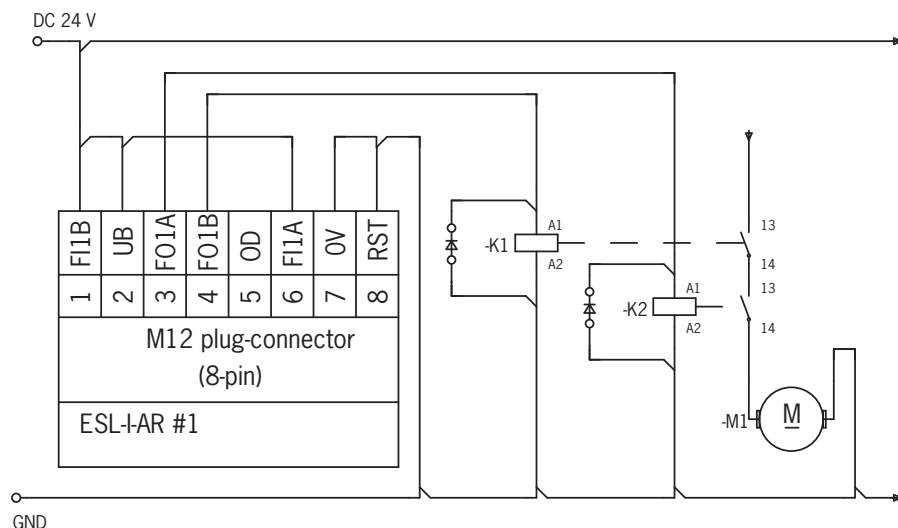 DC 24 V
FI1B
UB
FO1A
FO1B
OD
FI1A
0V
RST
1
2
3
4
5
6
7
8
M12 plug-connector
(8-pin)
ESL-I-AR #1
-K1
A1
A2
-K2
A1
A2
13
14
13
14
-M1
M
GND